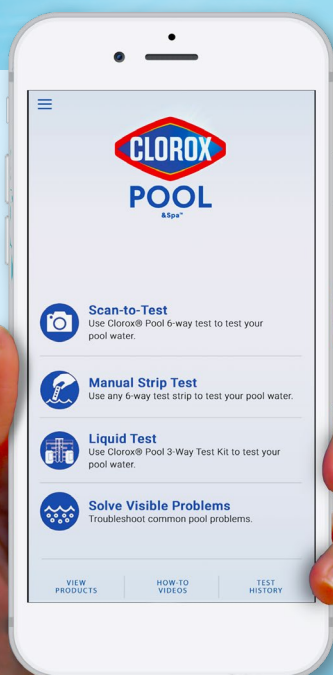 CLOROX
POOL
&Spa™
Scan-to-Test
Use Clorox® Pool 6-way test to test your
pool water.
Manual Strip Test
Use any 6-way test strip to test your pool water.
Liquid Test
Use Clorox® Pool 3-Way Test Kit to test your
pool water.
Solve Visible Problems
Troubleshoot common pool problems.
VIEW
PRODUCTS
HOW-TO
VIDEOS
TEST
HISTORY